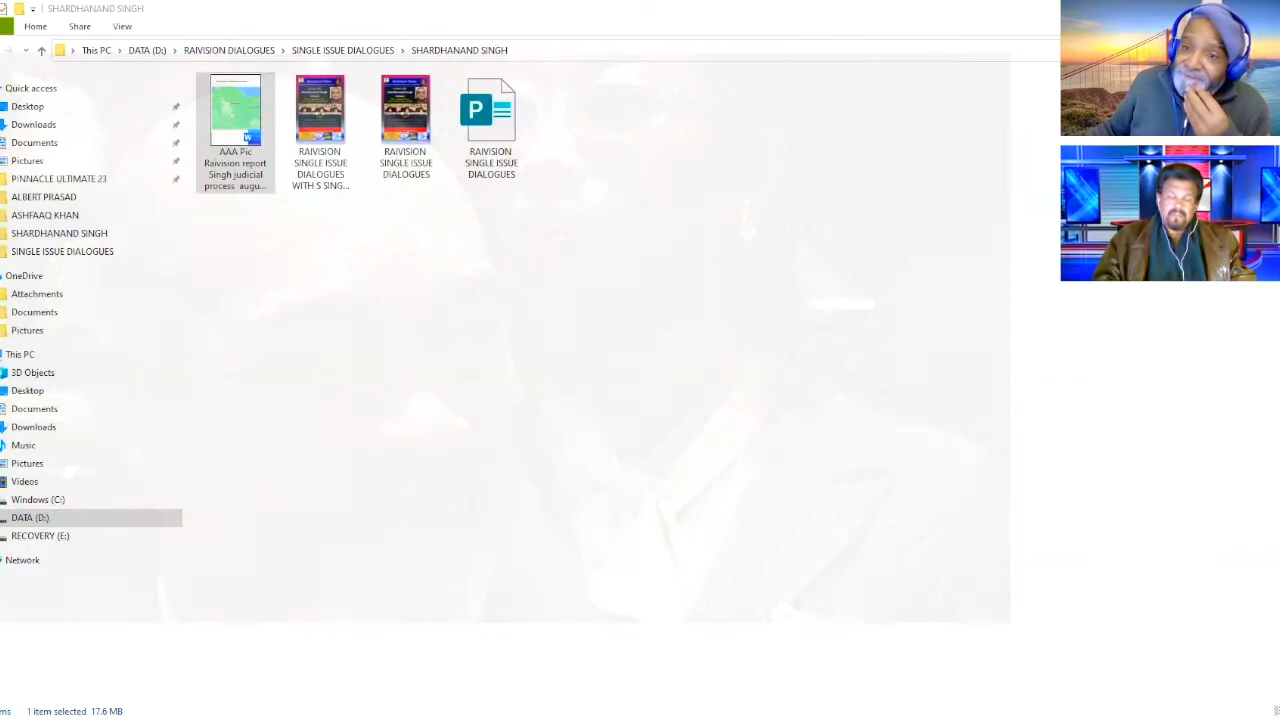 SHARDHANAND SINGH
Home Share View
This PC DATA (D:) RAIVISION DIALOGUES SINGLE ISSUE DIALOGUES SHARDHANAND SINGH
Quick access
Desktop
Downloads
Documents
Pictures
PINNACLE ULTIMATE 23
ALBERT PRASAD
ASHFAAQ KHAN
SHARDHANAND SINGH
SINGLE ISSUE DIALOGUES
OneDrive
Attachments
Documents
Pictures
This PC
3D Objects
Desktop
Documents
Downloads
Music
Pictures
Videos
Windows (C:)
DATA (D:)
RECOVERY (E:)
Network
AAA Pic
Raivision report
Singh judicial
process augu...
RAIVISION
SINGLE ISSUE
DIALOGUES
WITH S SING...
RAIVISION
SINGLE ISSUE
DIALOGUES
P
RAIVISION
SINGLE ISSUE
DIALOGUES
ms 1 item selected 17.6 MB